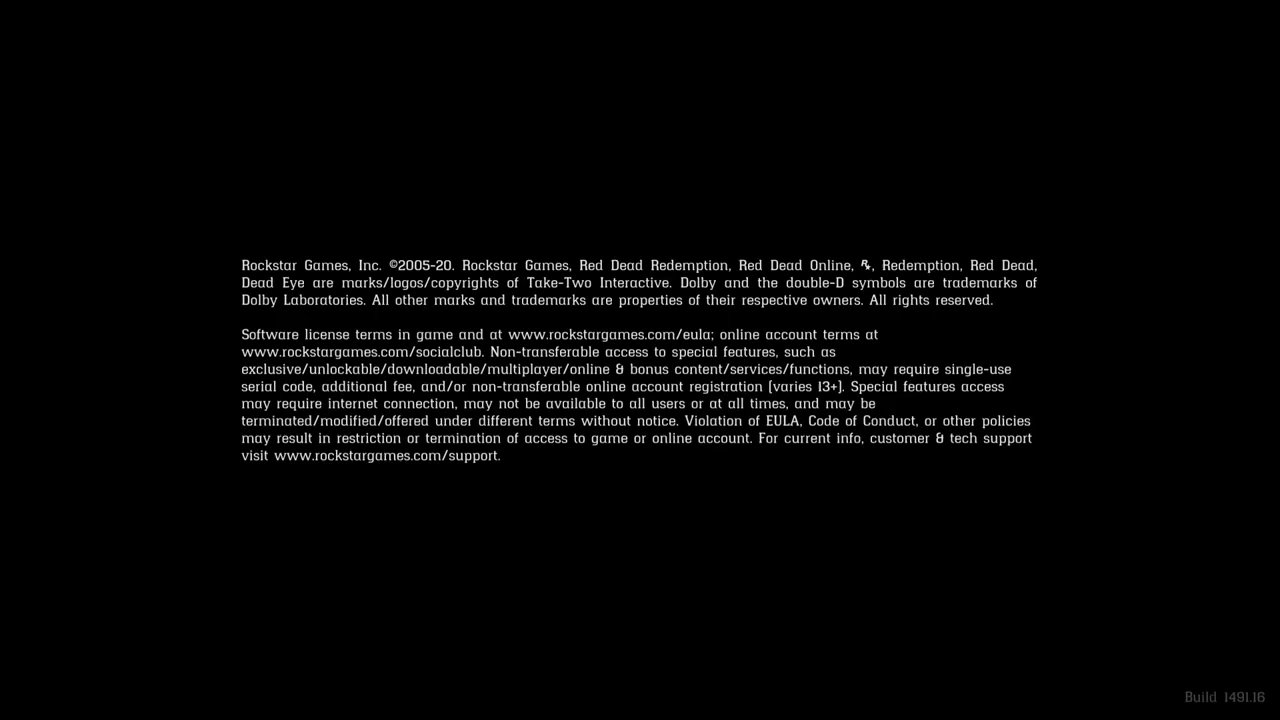 Rockstar Games, Inc. ©2005-20. Rockstar Games, Red Dead Redemption, Red Dead Online, R*, Redemption, Red Dead,
Dead Eye are marks/logos/copyrights of Take-Two Interactive. Dolby and the double-D symbols are trademarks of
Dolby Laboratories. All other marks and trademarks are properties of their respective owners. All rights reserved.
Software license terms in game and at www.rockstargames.com/eula; online account terms at
www.rockstargames.com/socialclub. Non-transferable access to special features, such as
exclusive/unlockable/downloadable/multiplayer/online & bonus content/services/functions, may require single-use
serial code, additional fee, and/or non-transferable online account registration (varies 13+). Special features access
may require internet connection, may not be available to all users or at all times, and may be
terminated/modified/offered under different terms without notice. Violation of EULA, Code of Conduct, or other policies
may result in restriction or termination of access to game or online account. For current info, customer & tech support
visit www.rockstargames.com/support.
Build 1491.16